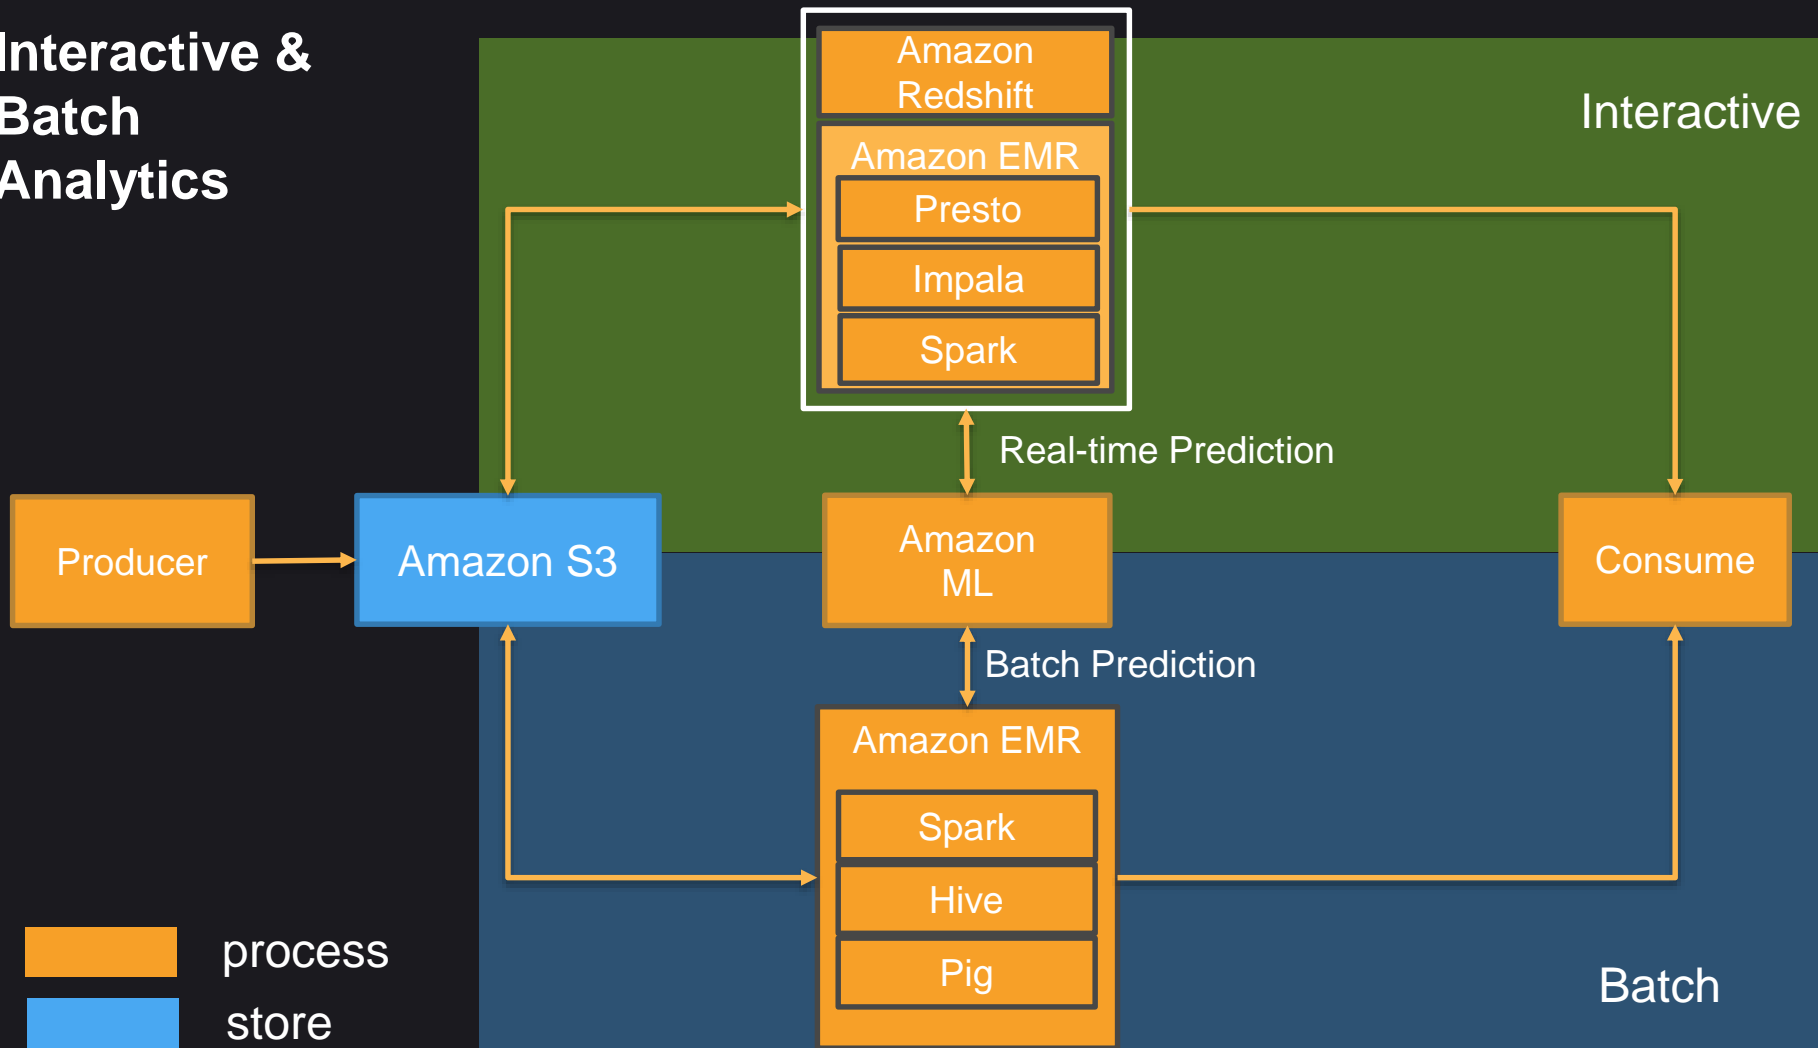 Interactive &
Batch
Analytics
Amazon
Redshift
Interactive
Amazon EMR
Presto
Impala
Spark
Real-time Prediction
Producer
Amazon S3
Amazon
ML
Consume
Batch Prediction
Amazon EMR
Spark
Hive
Pig
Batch
process
store